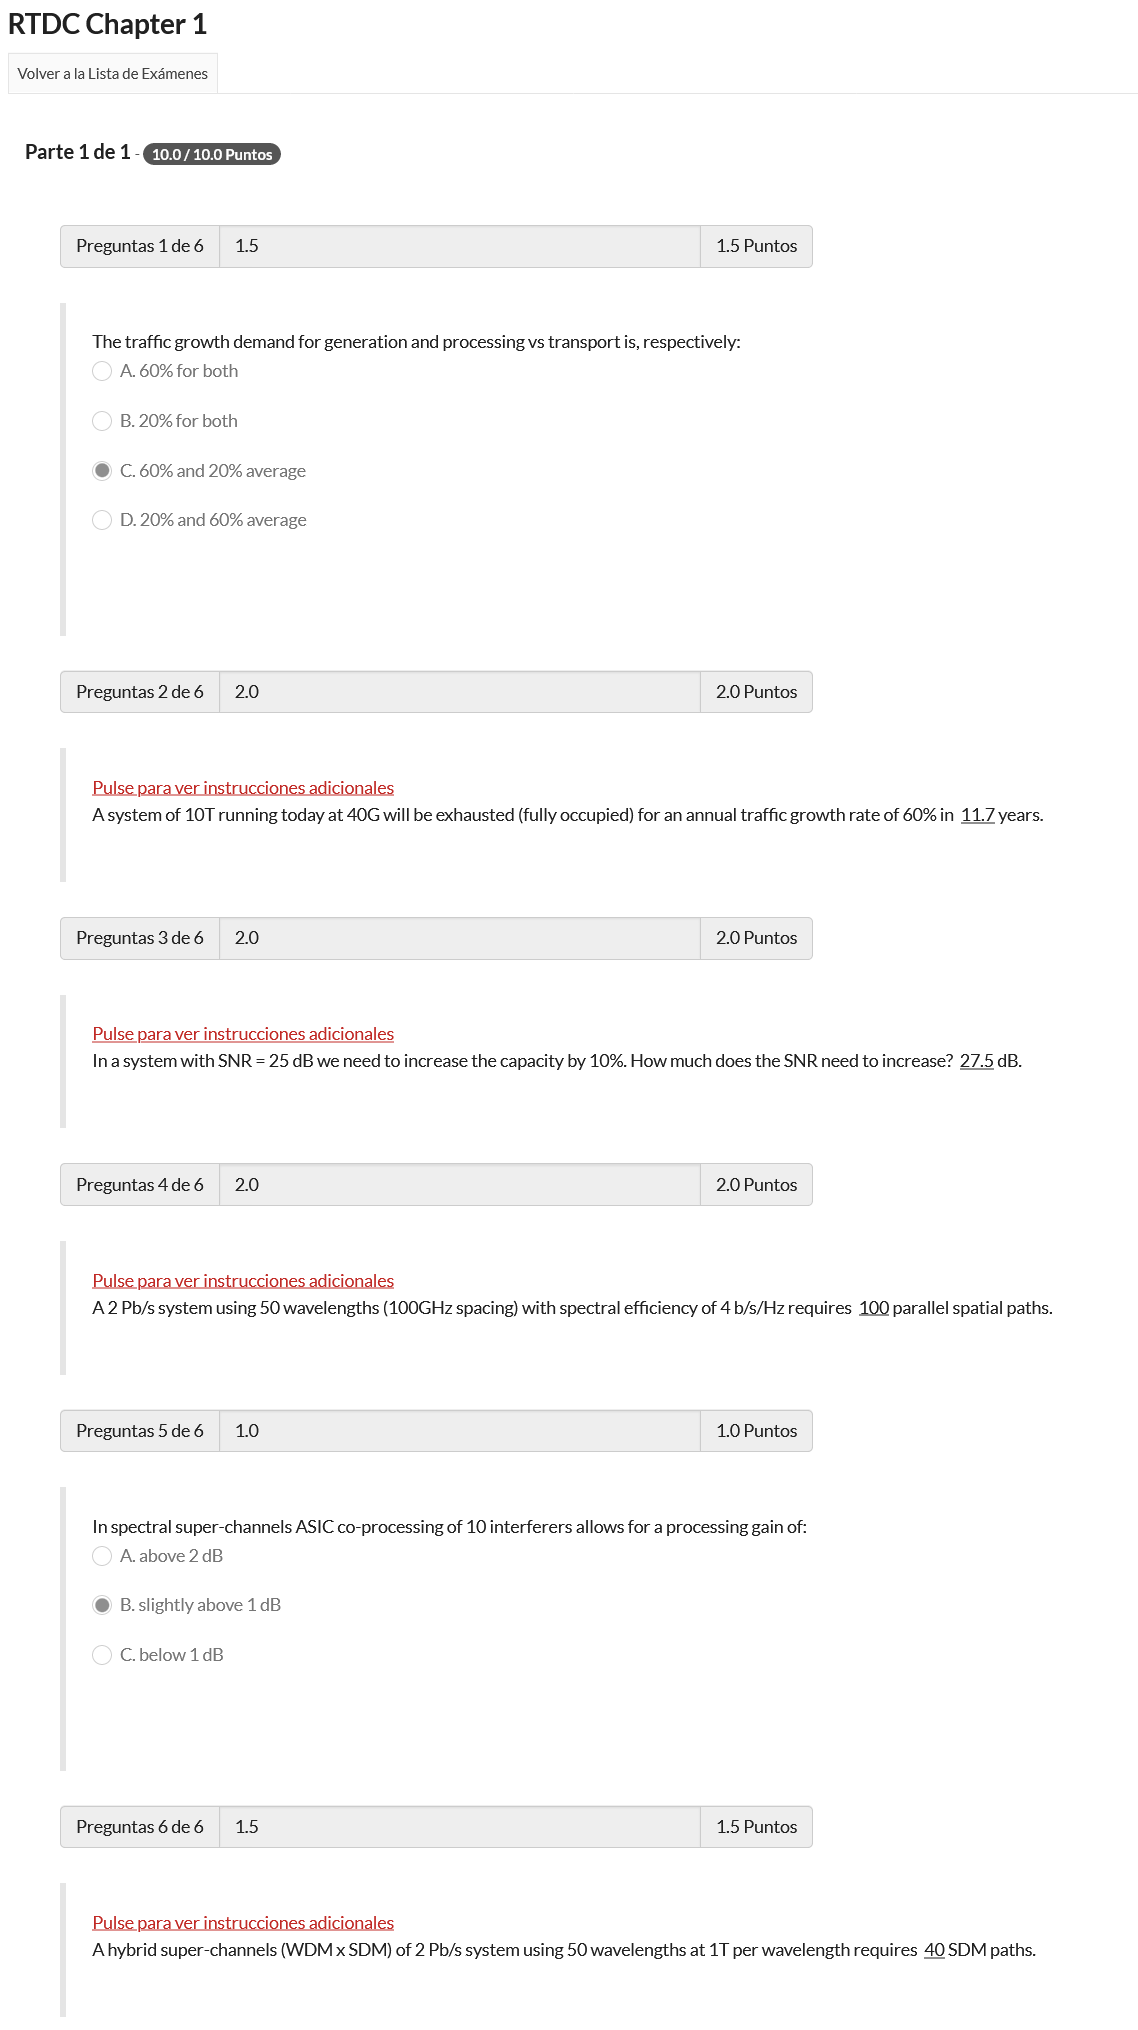 RTDC Chapter 1
Volver a la Lista de Exámenes
Parte 1 de 1 - 10.0 / 10.0 Puntos
Preguntas 1 de 6 1.5 1.5 Puntos
The traffic growth demand for generation and processing vs transport is, respectively:
A. 60% for both
B. 20% for both
C. 60% and 20% average
D. 20% and 60% average
Preguntas 2 de 6 2.0 2.0 Puntos
Pulse para ver instrucciones adicionales
A system of 10T running today at 40G will be exhausted (fully occupied) for an annual traffic growth rate of 60% in 11.7 years.
Preguntas 3 de 6 2.0 2.0 Puntos
Pulse para ver instrucciones adicionales
In a system with SNR = 25 dB we need to increase the capacity by 10%. How much does the SNR need to increase? 27.5 dB.
Preguntas 4 de 6 2.0 2.0 Puntos
Pulse para ver instrucciones adicionales
A 2 Pb/s system using 50 wavelengths (100GHz spacing) with spectral efficiency of 4 b/s/Hz requires 100 parallel spatial paths.
Preguntas 5 de 6 1.0 1.0 Puntos
In spectral super-channels ASIC co-processing of 10 interferers allows for a processing gain of:
A. above 2 dB
B. slightly above 1 dB
C. below 1 dB
Preguntas 6 de 6 1.5 1.5 Puntos
Pulse para ver instrucciones adicionales
A hybrid super-channels (WDM x SDM) of 2 Pb/s system using 50 wavelengths at 1T per wavelength requires 40 SDM paths.